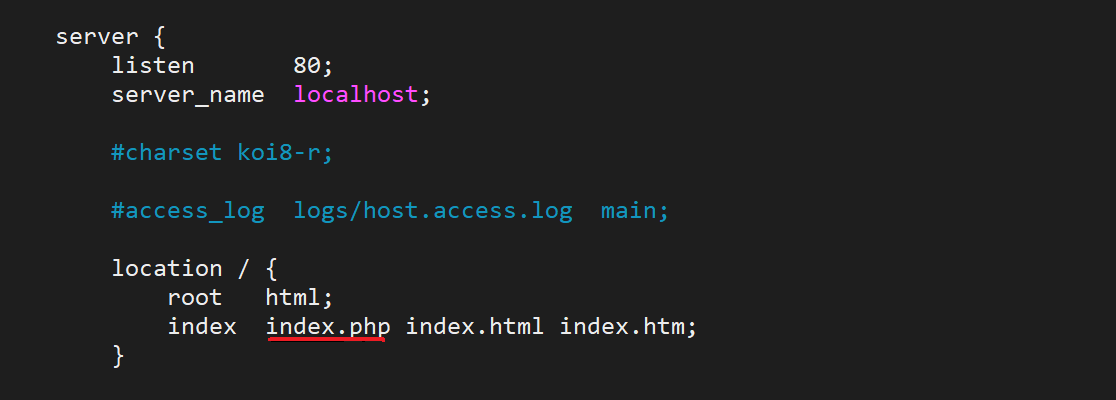 server {
    listen       80;
    server_name  localhost;
    #charset koi8-r;
    #access_log  logs/host.access.log  main;
    location / {
        root   html;
        index  index.php index.html index.htm;
    }